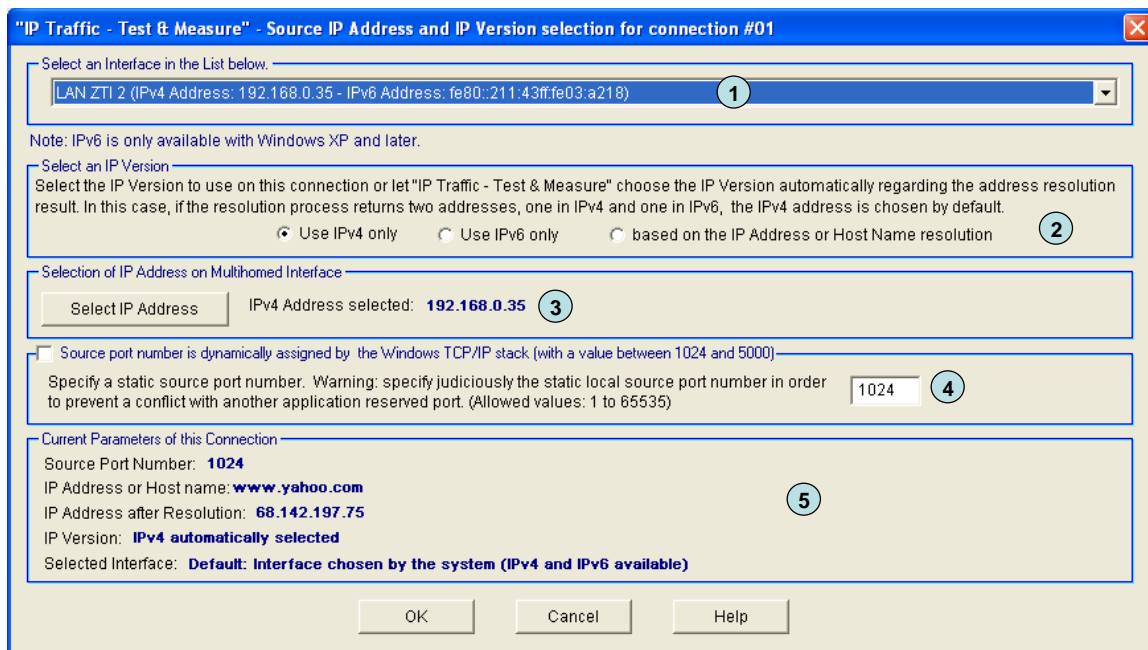 "IP Traffic - Test & Measure" - Source IP Address and IP Version selection for connection #01
Select an Interface in the List below.
LAN ZTI 2 (IPv4 Address: 192.168.0.35 - IPv6 Address: fe80::211:43ff:fe03:a218)
1
Note: IPv6 is only available with Windows XP and later.
Select an IP Version
Select the IP Version to use on this connection or let "IP Traffic - Test & Measure" choose the IP Version automatically regarding the address resolution
result. In this case, if the resolution process returns two addresses, one in IPv4 and one in IPv6, the IPv4 address is chosen by default.
Use IPv4 only Use IPv6 only based on the IP Address or Host Name resolution
2
Selection of IP Address on Multihomed Interface
Select IP Address IPv4 Address selected: 192.168.0.35
3
Source port number is dynamically assigned by the Windows TCP/IP stack (with a value between 1024 and 5000)
Specify a static source port number. Warning: specify judiciously the static local source port number in order
to prevent a conflict with another application reserved port. (Allowed values: 1 to 65535)
1024
4
Current Parameters of this Connection
Source Port Number: 1024
IP Address or Host name: www.yahoo.com
IP Address after Resolution: 68.142.197.75
IP Version: IPv4 automatically selected
Selected Interface: Default: Interface chosen by the system (IPv4 and IPv6 available)
5
OK Cancel Help